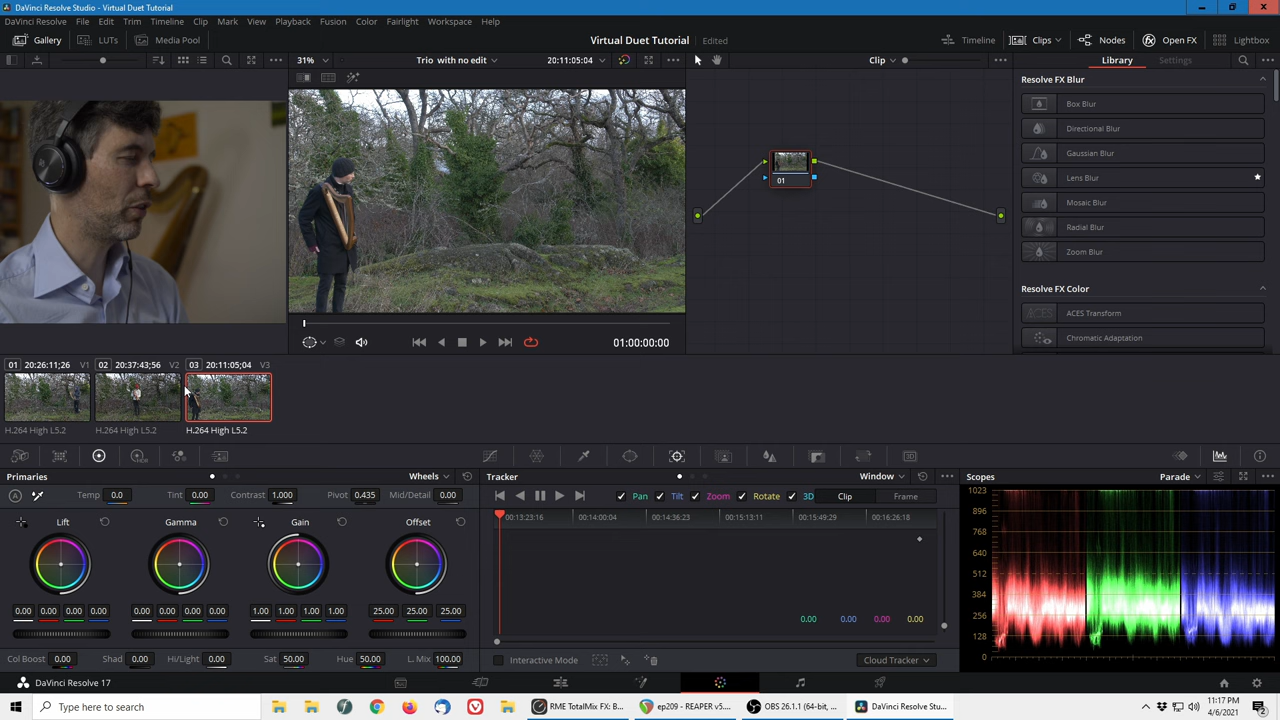 DaVinci Resolve Studio - Virtual Duet Tutorial
DaVinci Resolve File Edit Trim Timeline Clip Mark View Playback Fusion Color Fairlight Workspace Help
Gallery LUTs Media Pool Virtual Duet Tutorial Edited Timeline Clips Nodes Open FX Lightbox
31% Trio with no edit 20:11:05:04 Clip Library Settings
Resolve FX Blur
Box Blur
Directional Blur
Gaussian Blur
Lens Blur
Mosaic Blur
Radial Blur
Zoom Blur
01
Resolve FX Color
ACES Transform
Chromatic Adaptation
01:00:00:00
01 20:26:11;26 V1 02 20:37:43;56 V2 03 20:11:05;04 V3
H.264 High L5.2 H.264 High L5.2 H.264 High L5.2
Primaries Wheels Tracker Window Scopes Parade
Temp 0.0 Tint 0.00 Contrast 1.000 Pivot 0.435 Mid/Detail 0.00
Pan Tilt Zoom Rotate 3D Clip Frame
Lift Gamma Gain Offset
00:13:23:16 00:14:00:04 00:14:36:23 00:15:13:11 00:15:49:29 00:16:26:18
0.00 0.00 0.00 0.00 0.00 0.00 0.00 0.00 1.00 1.00 1.00 1.00 25.00 25.00 25.00
0.00 0.00 0.00 0.00
Col Boost 0.00 Shad 0.00 Hi/Light 0.00 Sat 50.00 Hue 50.00 L. Mix 100.00
Interactive Mode Cloud Tracker
1023
896
768
640
512
384
256
128
0
DaVinci Resolve 17
Type here to search RME TotalMix FX: B... ep209 - REAPER v5.... OBS 26.1.1 (64-bit, ... DaVinci Resolve Stu...
11:17 PM
4/6/2021
2